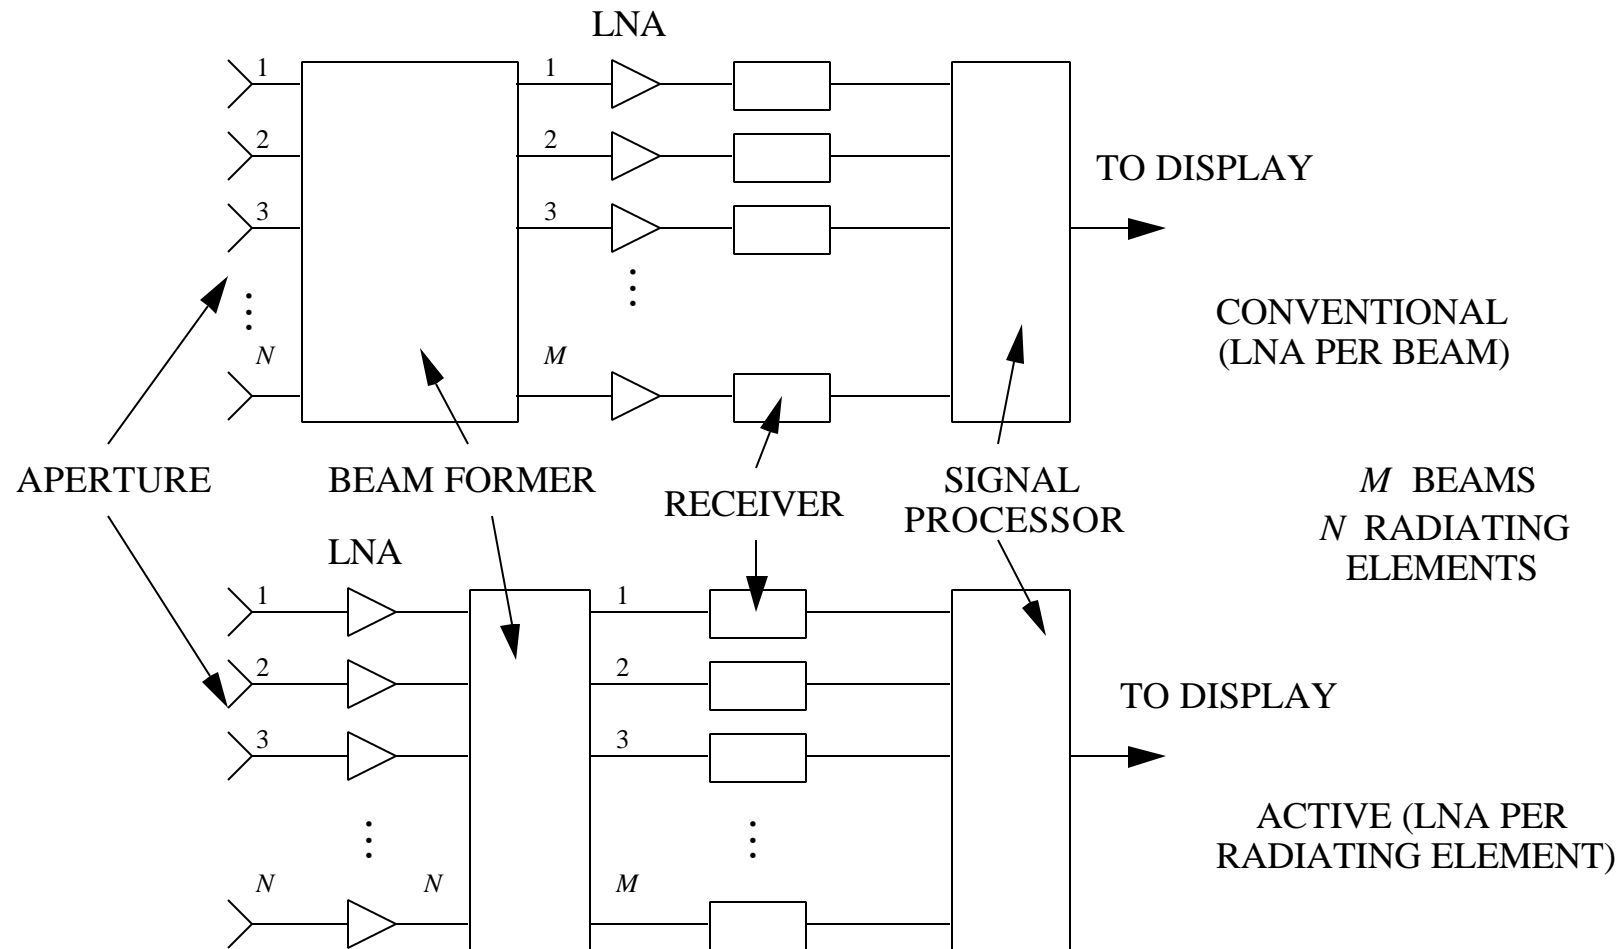 LNA
1
1
2
2
TO DISPLAY
3
3
⋮
⋮
CONVENTIONAL
(LNA PER BEAM)
N
M
APERTURE
BEAM FORMER
RECEIVER
SIGNAL
PROCESSOR
M BEAMS
N RADIATING
ELEMENTS
LNA
1
1
2
2
TO DISPLAY
3
3
⋮
⋮
ACTIVE (LNA PER
RADIATING ELEMENT)
N
N
M